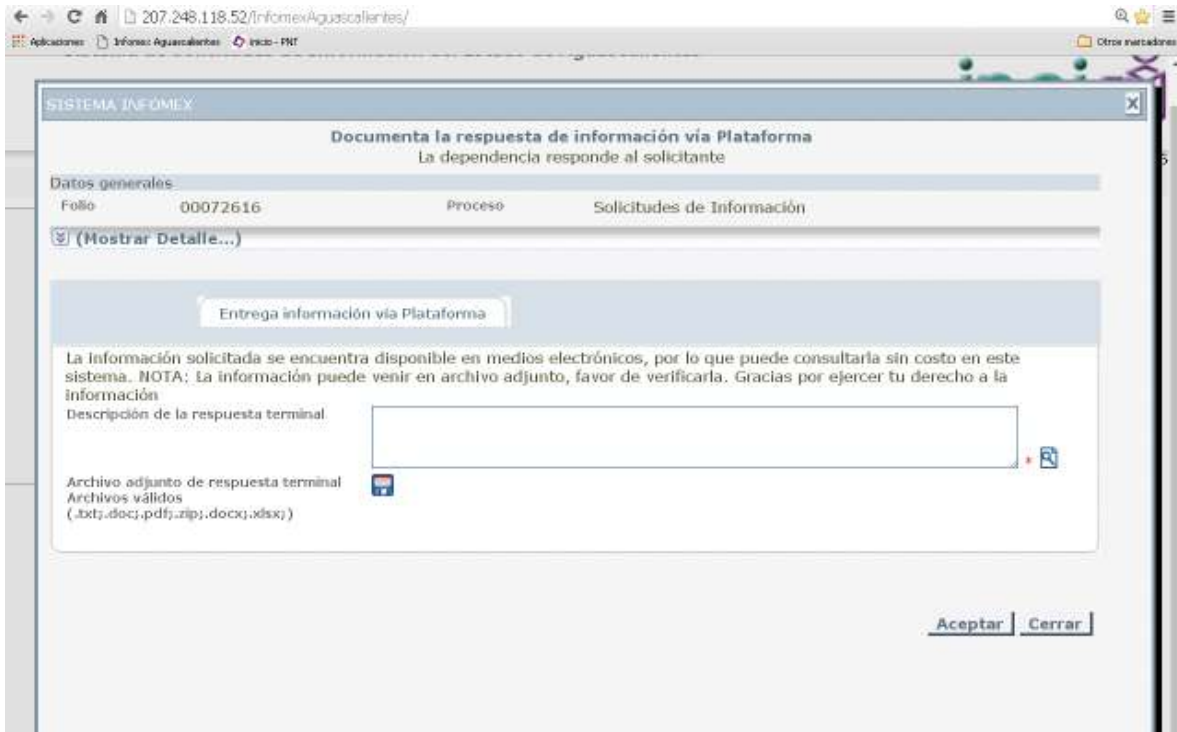 207.248.118.52/InfomexAguascalientes/
Aplicaciones Infomex Aguascalientes Inicio - PNT Otros marcadores
SISTEMA INFOMEX X
Documenta la respuesta de información vía Plataforma
La dependencia responde al solicitante
Datos generales
Folio 00072616 Proceso Solicitudes de Información
(Mostrar Detalle...)
Entrega información vía Plataforma
La información solicitada se encuentra disponible en medios electrónicos, por lo que puede consultarla sin costo en este
sistema. NOTA: La información puede venir en archivo adjunto, favor de verificarla. Gracias por ejercer tu derecho a la
información
Descripción de la respuesta terminal
*
Archivo adjunto de respuesta terminal
Archivos válidos
(.txt;.doc;.pdf;.zip;.docx;.xlsx;)
Aceptar Cerrar